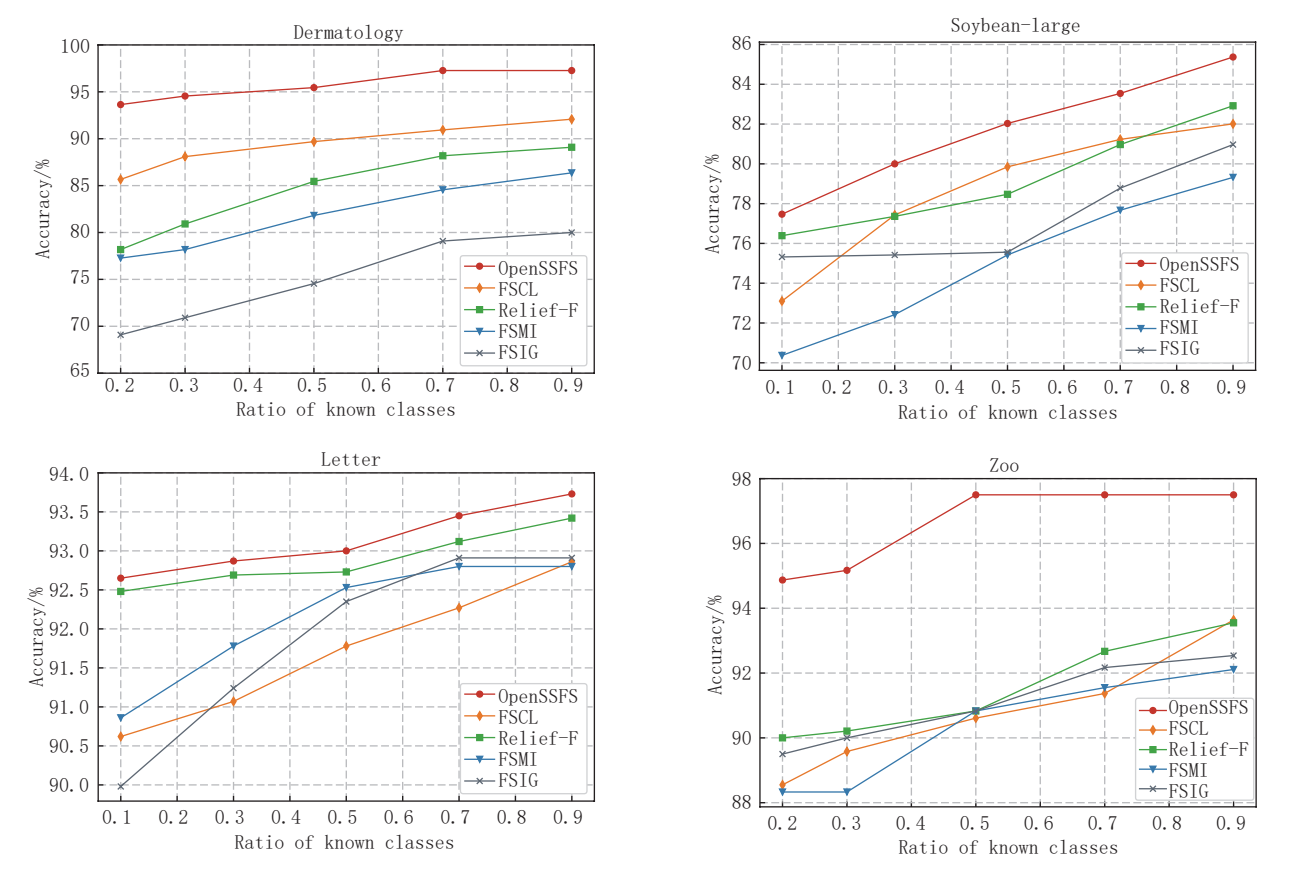 Dermatology
100
95
90
85
80
75
70
65
Accuracy/%
0.2 0.3 0.4 0.5 0.6 0.7 0.8 0.9
Ratio of known classes
OpenSSFS
FSCL
Relief-F
FSMI
FSIG
Soybean-large
86
84
82
80
78
76
74
72
70
Accuracy/%
0.1 0.2 0.3 0.4 0.5 0.6 0.7 0.8 0.9
Ratio of known classes
OpenSSFS
FSCL
Relief-F
FSMI
FSIG
Letter
94.0
93.5
93.0
92.5
92.0
91.5
91.0
90.5
90.0
Accuracy/%
0.1 0.2 0.3 0.4 0.5 0.6 0.7 0.8 0.9
Ratio of known classes
OpenSSFS
FSCL
Relief-F
FSMI
FSIG
Zoo
98
96
94
92
90
88
Accuracy/%
0.2 0.3 0.4 0.5 0.6 0.7 0.8 0.9
Ratio of known classes
OpenSSFS
FSCL
Relief-F
FSMI
FSIG